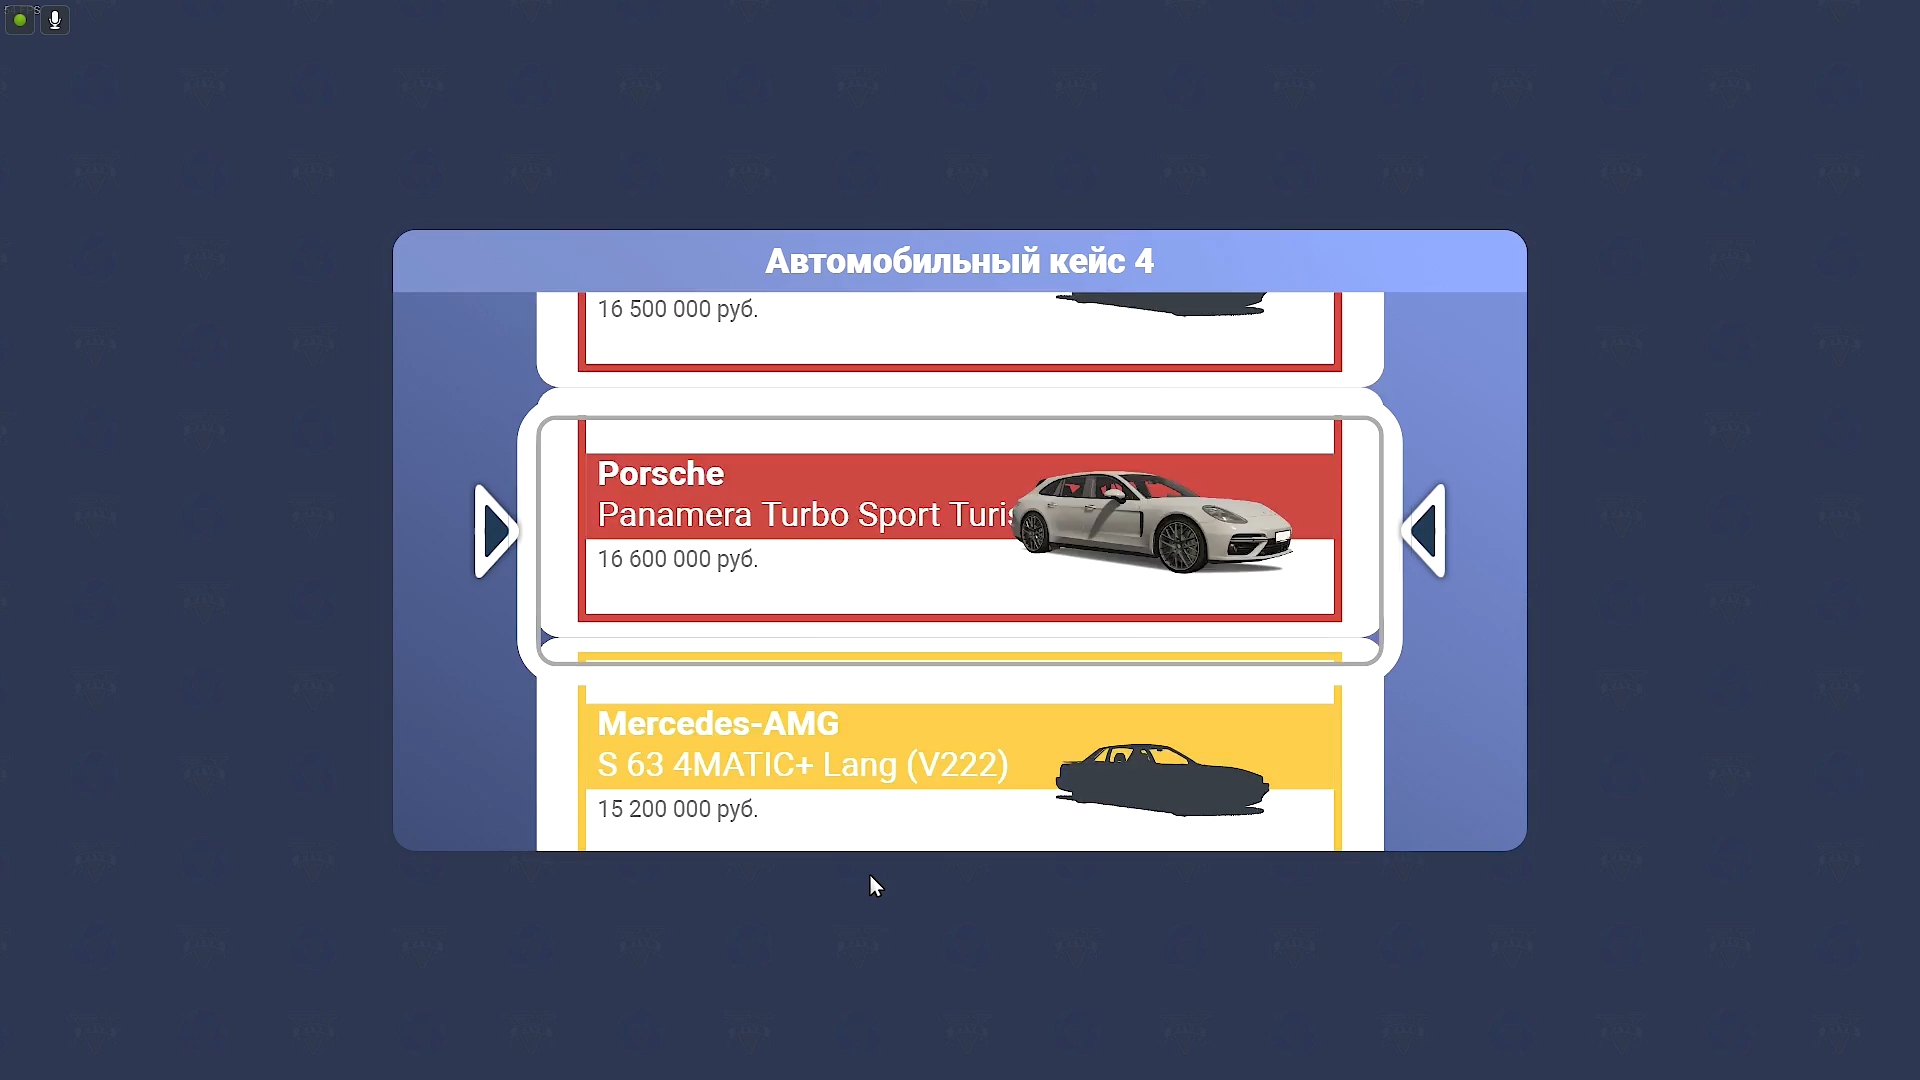 Автомобильный кейс 4
16 500 000 руб.
Porsche
Panamera Turbo Sport Turis
16 600 000 руб.
Mercedes-AMG
S 63 4MATIC+ Lang (V222)
15 200 000 руб.